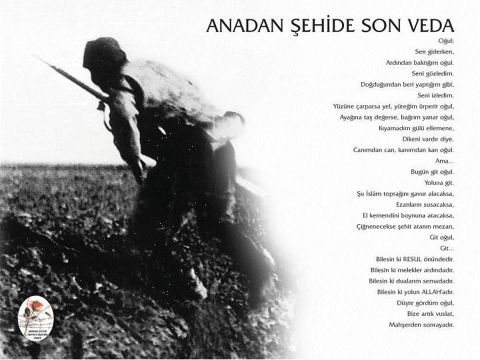 ANADAN ŞEHİDE SON VEDA
Oğul;
Sen giderken,
Ardından baktığım oğul.
Seni gözledim.
Doğduğundan beri yaptığım gibi,
Seni izledim.
Yüzüne çarparsa yel, yüreğim ürperir oğul,
Ayağına taş değerse, bağrım yanar oğul,
Kıyamadım gülü ellemene,
Dikeni vardır diye.
Canımdan can, kanımdan kan oğul.
Ama...
Bugün git oğul.
Yoluna git.
Şu İslâm toprağını gavur alacaksa,
Ezanların susacaksa,
El kemendini boynuna atacaksa,
Çiğnenecekse şehit atanın mezarı,
Git oğul,
Git...
Bilesin ki RESUL önündedir.
Bilesin ki melekler ardındadır.
Bilesin ki dualarım semadadır.
Bilesin ki yolun ALLAH'adır.
Düşte gördüm oğul,
Bize artık vuslat,
Mahşerden sonrayadır.